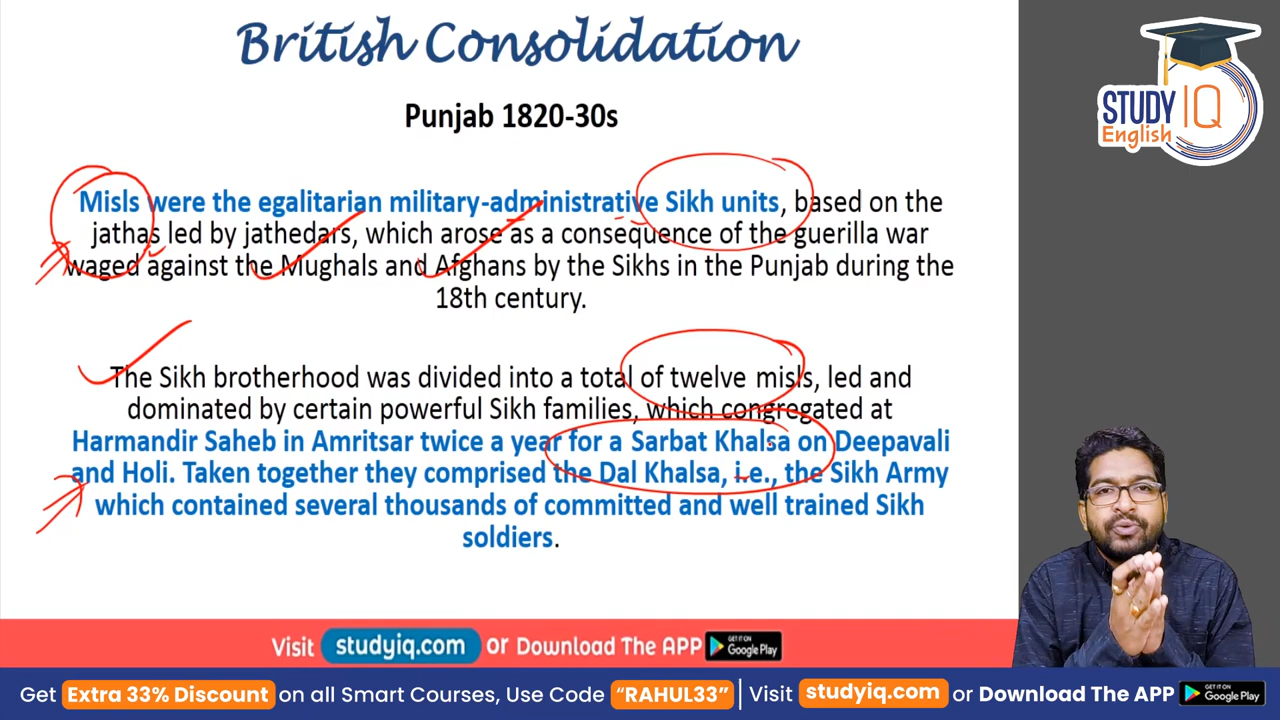 British Consolidation
STUDY IQ
English
Punjab 1820-30s
Misls were the egalitarian military-administrative Sikh units, based on the
jathas led by jathedars, which arose as a consequence of the guerilla war
waged against the Mughals and Afghans by the Sikhs in the Punjab during the
18th century.
The Sikh brotherhood was divided into a total of twelve misls, led and
dominated by certain powerful Sikh families, which congregated at
Harmandir Saheb in Amritsar twice a year for a Sarbat Khalsa on Deepavali
and Holi. Taken together they comprised the Dal Khalsa, i.e., the Sikh Army
which contained several thousands of committed and well trained Sikh
soldiers.
Visit studyiq.com or Download The APP GET IT ON Google Play
Get Extra 33% Discount on all Smart Courses, Use Code “RAHUL33” | Visit studyiq.com or Download The APP GET IT ON Google Play